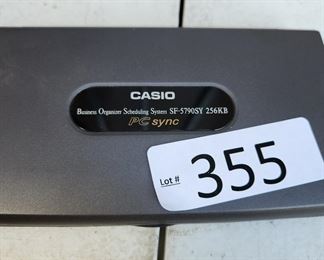 CASIO
Business Organizer Scheduling System SF-5790SY 256KB
PC sync
Lot # 355